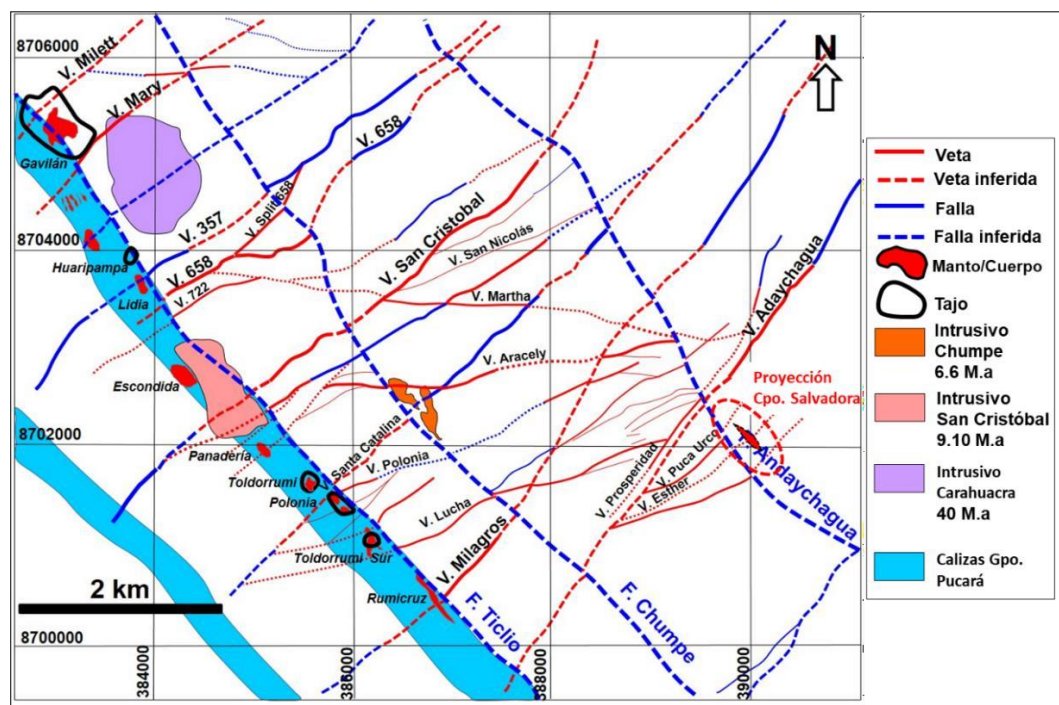 8706000
V. Milett
V. Mary
N
Gavilán
V. 658
V. Split 658
V. 357
V. San Cristobal
V. San Nicolás
8704000
Huaripampa
V. 658
V. 722
Lidia
V. Martha
V. Adaychagua
V. Aracely
Escondida
Proyección
Cpo. Salvadora
8702000
Panadería
Santa Catalina
V. Polonia
Toldorrumi
Polonia
V. Prosperidad
V. Puca Urco
V. Esther
Andaychagua
V. Lucha
Toldorrumi Sur
V. Milagros
2 km
Rumicruz
F. Ticlio
F. Chumpe
8700000
384000
386000
388000
390000
Veta
Veta inferida
Falla
Falla inferida
Manto/Cuerpo
Tajo
Intrusivo
Chumpe
6.6 M.a
Intrusivo
San Cristóbal
9.10 M.a
Intrusivo
Carahuacra
40 M.a
Calizas Gpo.
Pucará